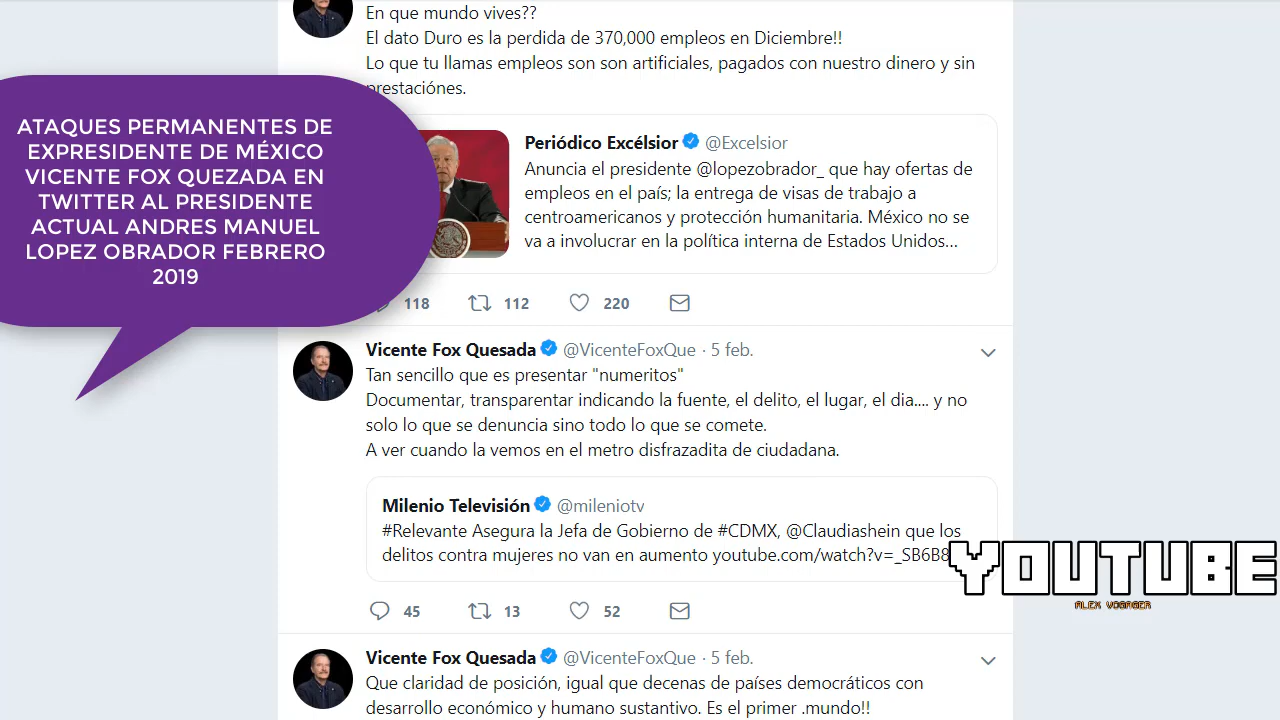 En que mundo vives??
El dato Duro es la perdida de 370,000 empleos en Diciembre!!
Lo que tu llamas empleos son son artificiales, pagados con nuestro dinero y sin
prestaciónes.
ATAQUES PERMANENTES DE
EXPRESIDENTE DE MÉXICO
VICENTE FOX QUEZADA EN
TWITTER AL PRESIDENTE
ACTUAL ANDRES MANUEL
LOPEZ OBRADOR FEBRERO
2019
Periódico Excélsior @Excelsior
Anuncia el presidente @lopezobrador_ que hay ofertas de
empleos en el país; la entrega de visas de trabajo a
centroamericanos y protección humanitaria. México no se
va a involucrar en la política interna de Estados Unidos...
118 112 220
Vicente Fox Quesada @VicenteFoxQue · 5 feb.
Tan sencillo que es presentar "numeritos"
Documentar, transparentar indicando la fuente, el delito, el lugar, el dia.... y no
solo lo que se denuncia sino todo lo que se comete.
A ver cuando la vemos en el metro disfrazadita de ciudadana.
Milenio Televisión @mileniotv
#Relevante Asegura la Jefa de Gobierno de #CDMX, @Claudiashein que los
delitos contra mujeres no van en aumento youtube.com/watch?v=_SB6B8
YOUTUBE
ALEX VOGAGER
45 13 52
Vicente Fox Quesada @VicenteFoxQue · 5 feb.
Que claridad de posición, igual que decenas de países democráticos con
desarrollo económico y humano sustantivo. Es el primer .mundo!!